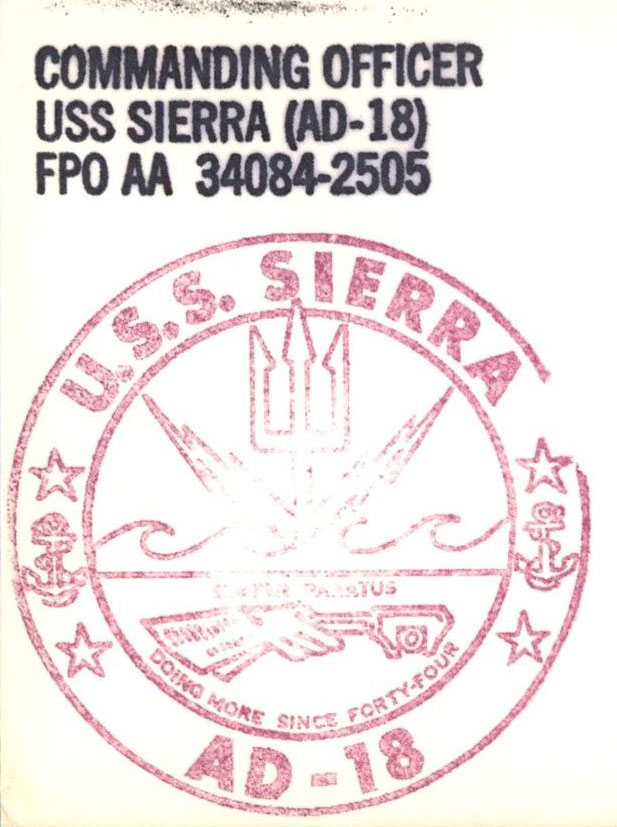 COMMANDING OFFICER
USS SIERRA (AD-18)
FPO AA 34084-2505
U.S.S. SIERRA
PARATUS
DOING MORE SINCE FORTY-FOUR
AD-18